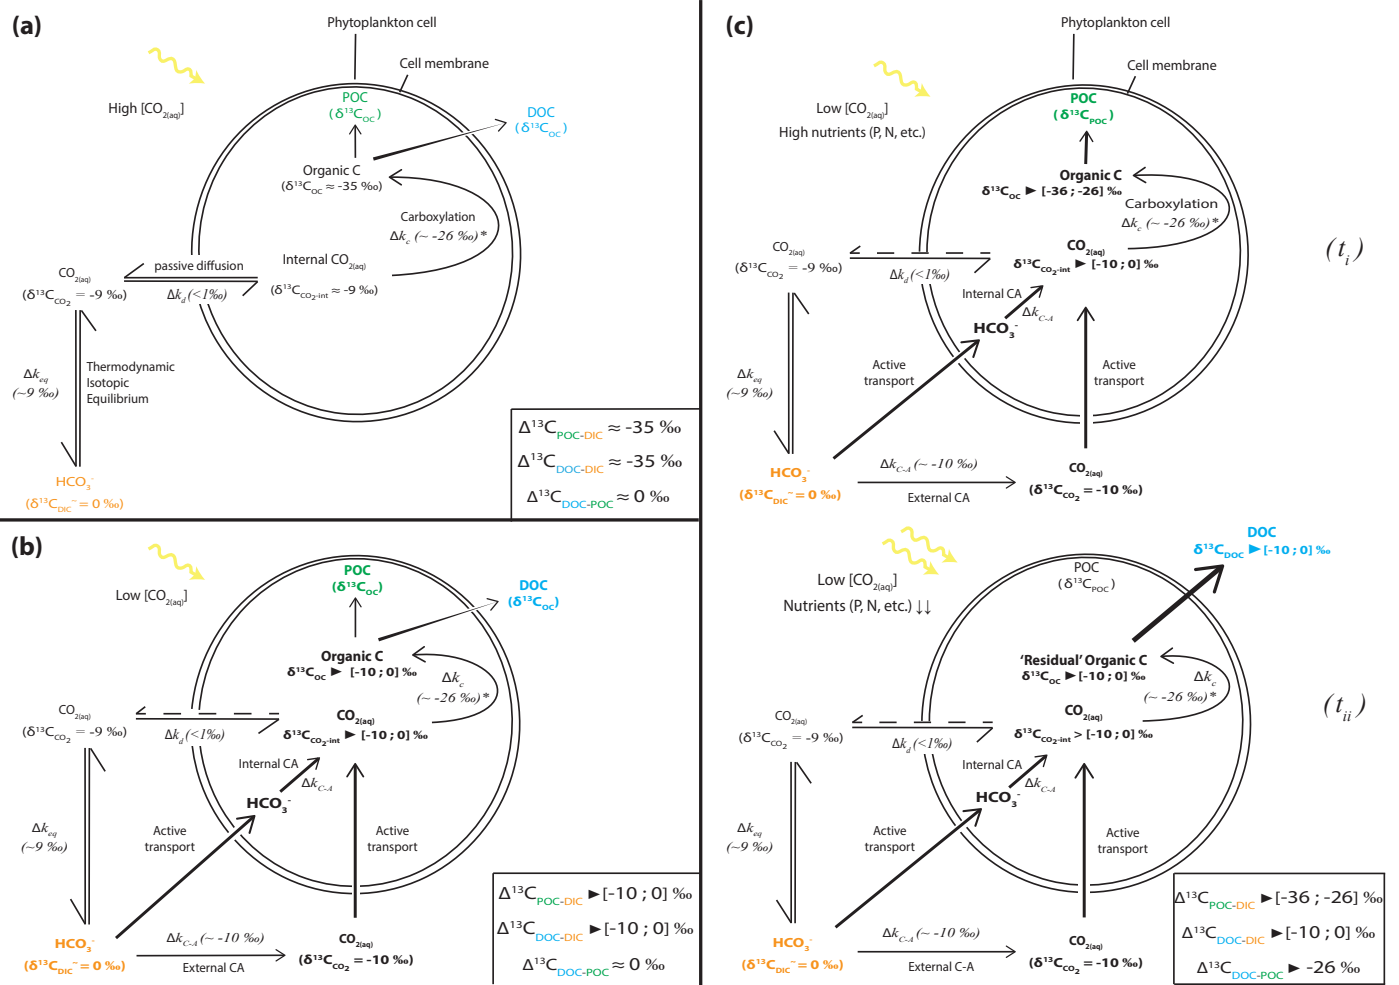 (a)
Phytoplankton cell
Cell membrane
High [CO2(aq)]
POC
(δ13COC)
DOC
(δ13COC)
Organic C
(δ13COC ≈ -35 ‰)
Carboxylation
Δkc (~ -26 ‰) *
passive diffusion
Internal CO2(aq)
CO2(aq)
(δ13CCO2 = -9 ‰)
Δkd (<1‰)
(δ13CCO2-int ≈ -9 ‰)
Δkeq
(~9 ‰)
Thermodynamic
Isotopic
Equilibrium
HCO3-
(δ13CDIC- = 0 ‰)
Δ13CPOC-DIC ≈ -35 ‰
Δ13CDOC-DIC ≈ -35 ‰
Δ13CDOC-POC ≈ 0 ‰
(b)
Low [CO2(aq)]
POC
(δ13COC)
DOC
(δ13COC)
Organic C
δ13COC ► [-10 ; 0] ‰
Δkc
(~ -26 ‰) *
CO2(aq)
(δ13CCO2 = -9 ‰)
Δkd (<1‰)
CO2(aq)
δ13CCO2-int ► [-10 ; 0] ‰
Internal CA
ΔkC-A
HCO3-
Δkeq
(~9 ‰)
Active
transport
Active
transport
HCO3-
(δ13CDIC- = 0 ‰)
ΔkC-A (~ -10 ‰)
External CA
CO2(aq)
(δ13CCO2 = -10 ‰)
Δ13CPOC-DIC ► [-10 ; 0] ‰
Δ13CDOC-DIC ► [-10 ; 0] ‰
Δ13CDOC-POC ≈ 0 ‰
(c)
Phytoplankton cell
Cell membrane
Low [CO2(aq)]
High nutrients (P, N, etc.)
POC
(δ13CPOC)
Organic C
δ13COC ► [-36 ; -26] ‰
Carboxylation
Δkc (~ -26 ‰) *
(ti)
CO2(aq)
(δ13CCO2 = -9 ‰)
Δkd (<1‰)
CO2(aq)
δ13CCO2-int ► [-10 ; 0] ‰
Internal CA
ΔkC-A
HCO3-
Δkeq
(~9 ‰)
Active
transport
Active
transport
HCO3-
(δ13CDIC- = 0 ‰)
ΔkC-A (~ -10 ‰)
External CA
CO2(aq)
(δ13CCO2 = -10 ‰)
Low [CO2(aq)]
Nutrients (P, N, etc.) ↓↓
POC
(δ13CPOC)
DOC
δ13CDOC ► [-10 ; 0] ‰
'Residual' Organic C
δ13COC ► [-10 ; 0] ‰
Δkc
(~ -26 ‰) *
(tii)
CO2(aq)
(δ13CCO2 = -9 ‰)
Δkd (<1‰)
CO2(aq)
δ13CCO2-int > [-10 ; 0] ‰
Internal CA
ΔkC-A
HCO3-
Δkeq
(~9 ‰)
Active
transport
Active
transport
HCO3-
(δ13CDIC- = 0 ‰)
ΔkC-A (~ -10 ‰)
External C-A
CO2(aq)
(δ13CCO2 = -10 ‰)
Δ13CPOC-DIC ► [-36 ; -26] ‰
Δ13CDOC-DIC ► [-10 ; 0] ‰
Δ13CDOC-POC ► -26 ‰